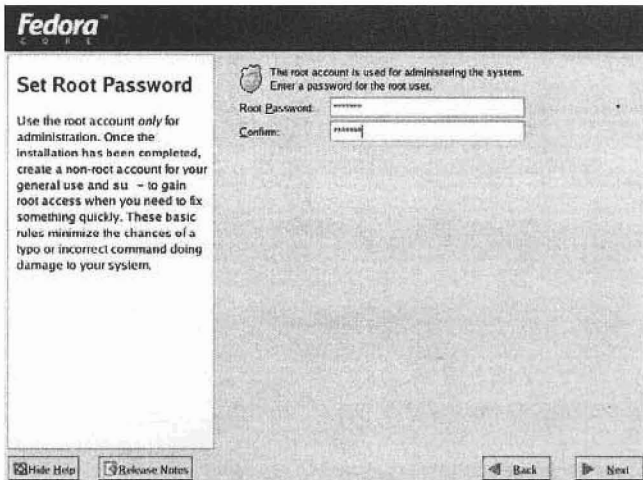 Fedora
CORE
Set Root Password
Use the root account only for
administration. Once the
installation has been completed,
create a non-root account for your
general use and su - to gain
root access when you need to fix
something quickly. These basic
rules minimize the chances of a
typo or incorrect command doing
damage to your system.
The root account is used for administering the system.
Enter a password for the root user.
Root Password: *******
Confirm: *******
Hide Help
Release Notes
Back
Next